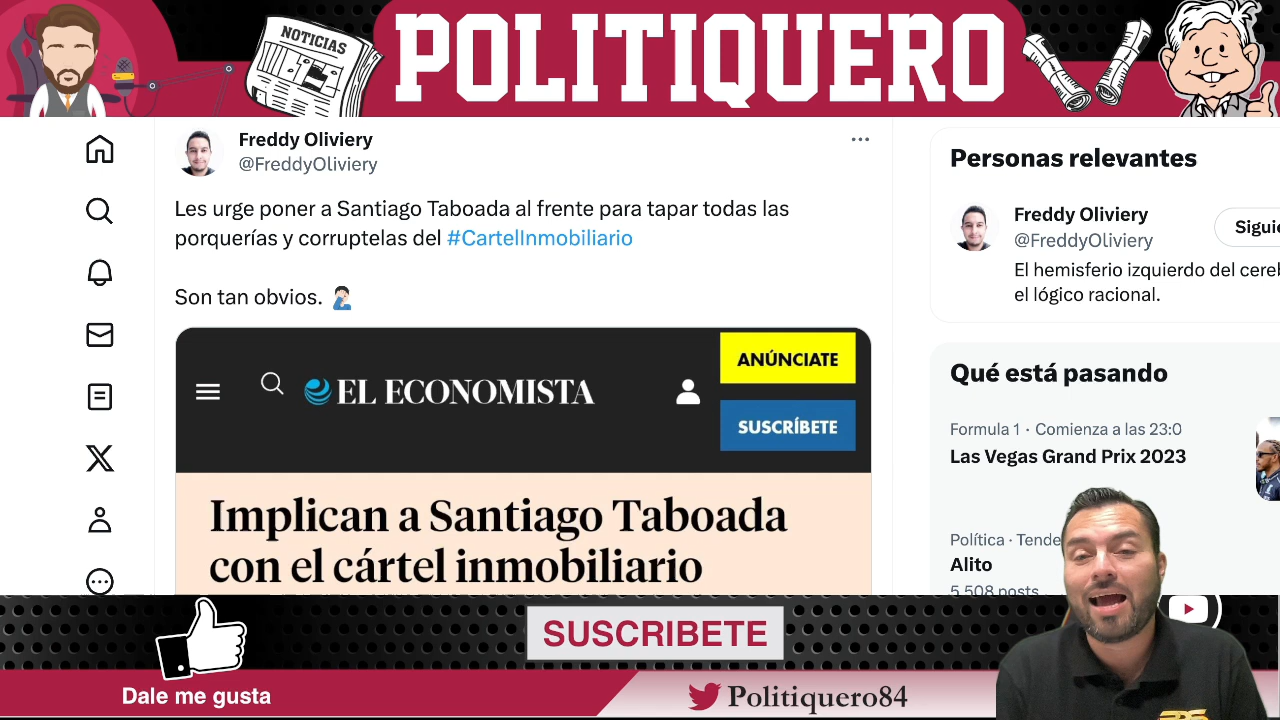 NOTICIAS
POLITIQUERO
Freddy Oliviery
@FreddyOliviery
Les urge poner a Santiago Taboada al frente para tapar todas las
porquerías y corruptelas del #CartelInmobiliario
Son tan obvios.
EL ECONOMISTA
ANÚNCIATE
SUSCRÍBETE
Implican a Santiago Taboada
con el cártel inmobiliario
Personas relevantes
Freddy Oliviery
@FreddyOliviery
Siguie
El hemisferio izquierdo del cereb
el lógico racional.
Qué está pasando
Formula 1 · Comienza a las 23:0
Las Vegas Grand Prix 2023
Política · Tende
Alito
5,508 posts
SUSCRIBETE
Dale me gusta
Politiquero84